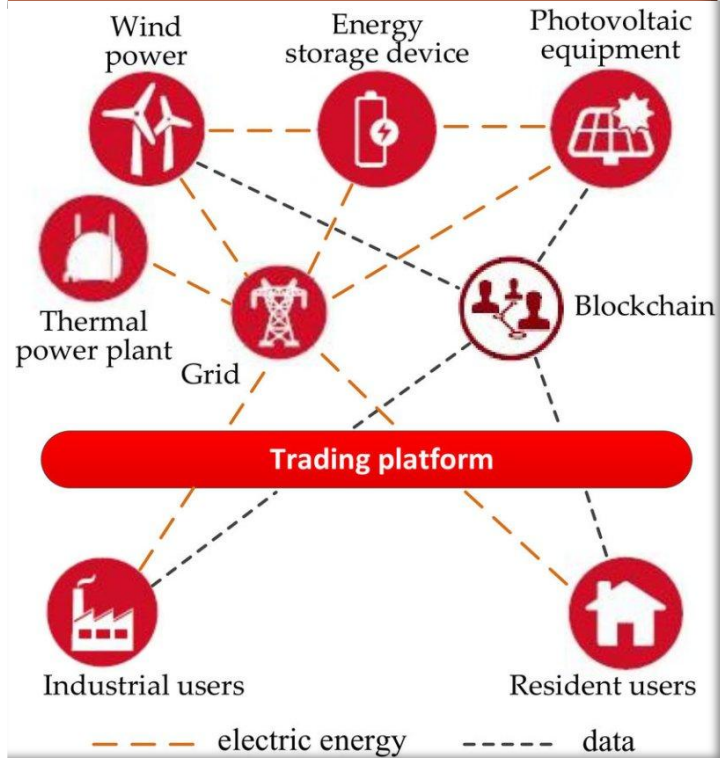 Wind
power
Energy
storage device
Photovoltaic
equipment
Thermal
power plant
Grid
Blockchain
Trading platform
Industrial users
Resident users
electric energy
data